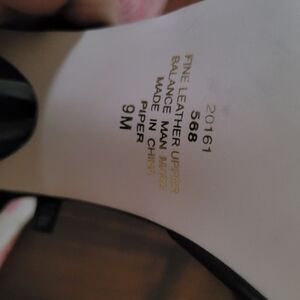 20161
568
FINE LEATHER UPPER
BALANCE MAN MADE
MADE IN CHINA
PIPER
9M